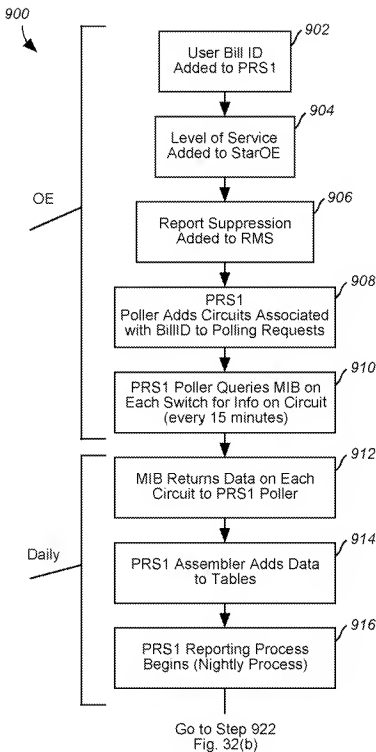 900
902
User Bill ID
Added to PRS1
904
Level of Service
Added to StarOE
906
Report Suppression
Added to RMS
OE
908
PRS1
Poller Adds Circuits Associated
with BillID to Polling Requests
910
PRS1 Poller Queries MIB on
Each Switch for Info on Circuit
(every 15 minutes)
912
MIB Returns Data on Each
Circuit to PRS1 Poller
Daily
914
PRS1 Assembler Adds Data
to Tables
916
PRS1 Reporting Process
Begins (Nightly Process)
Go to Step 922
Fig. 32(b)